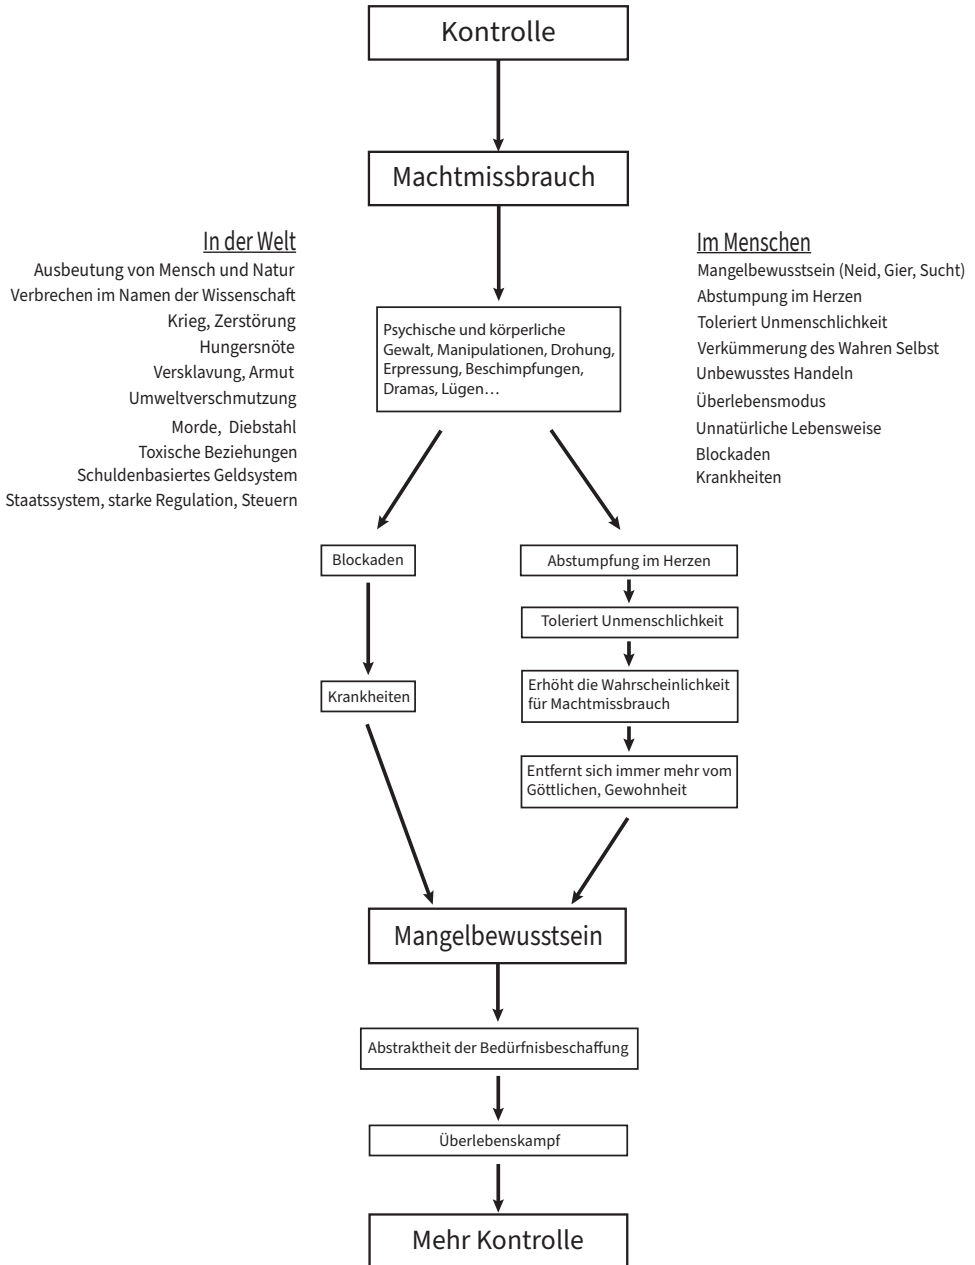 Kontrolle
Machtmissbrauch
In der Welt
Ausbeutung von Mensch und Natur
Verbrechen im Namen der Wissenschaft
Krieg, Zerstörung
Hungersnöte
Versklavung, Armut
Umweltverschmutzung
Morde, Diebstahl
Toxische Beziehungen
Schuldenbasiertes Geldsystem
Staatssystem, starke Regulation, Steuern
Psychische und körperliche
Gewalt, Manipulationen, Drohung,
Erpressung, Beschimpfungen,
Dramas, Lügen…
Im Menschen
Mangelbewusstsein (Neid, Gier, Sucht)
Abstumpung im Herzen
Toleriert Unmenschlichkeit
Verkümmerung des Wahren Selbst
Unbewusstes Handeln
Überlebensmodus
Unnatürliche Lebensweise
Blockaden
Krankheiten
Blockaden
Krankheiten
Abstumpfung im Herzen
Toleriert Unmenschlichkeit
Erhöht die Wahrscheinlichkeit
für Machtmissbrauch
Entfernt sich immer mehr vom
Göttlichen, Gewohnheit
Mangelbewusstsein
Abstraktheit der Bedürfnisbeschaffung
Überlebenskampf
Mehr Kontrolle